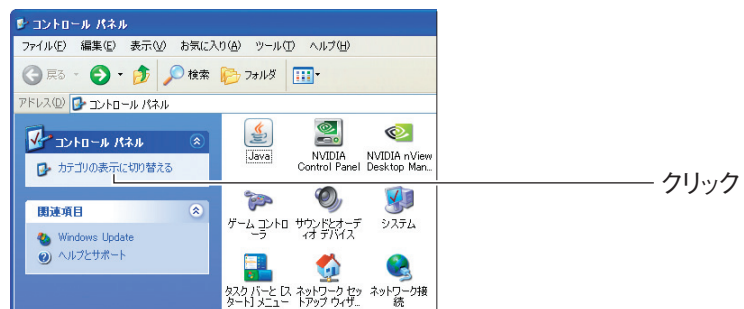 コントロール パネル
ファイル(F) 編集(E) 表示(V) お気に入り(A) ツール(T) ヘルプ(H)
戻る 検索 フォルダ
アドレス(D) コントロール パネル
コントロール パネル
カテゴリの表示に切り替える
クリック
関連項目
Windows Update
ヘルプとサポート
Java
NVIDIA
Control Panel
NVIDIA nView
Desktop Man...
ゲーム コントロ
ーラ
サウンドとオーデ
ィオ デバイス
システム
タスク バーと [ス
タート] メニュー
ネットワーク セッ
トアップ ウィザ...
ネットワーク接
続